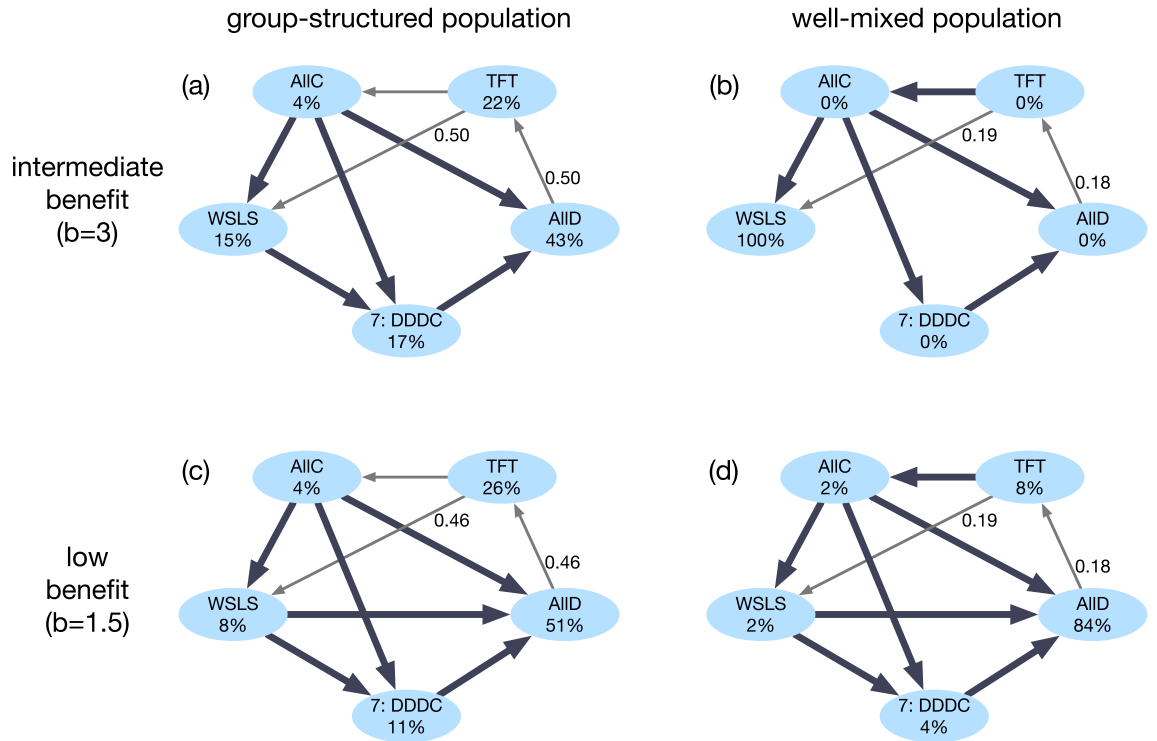 group-structured population
well-mixed population
(a)
AllC
4%
TFT
22%
0.50
0.50
WSLS
15%
AllD
43%
7: DDDC
17%
intermediate
benefit
(b=3)
(b)
AllC
0%
TFT
0%
0.19
0.18
WSLS
100%
AllD
0%
7: DDDC
0%
(c)
AllC
4%
TFT
26%
0.46
0.46
WSLS
8%
AllD
51%
7: DDDC
11%
low
benefit
(b=1.5)
(d)
AllC
2%
TFT
8%
0.19
0.18
WSLS
2%
AllD
84%
7: DDDC
4%